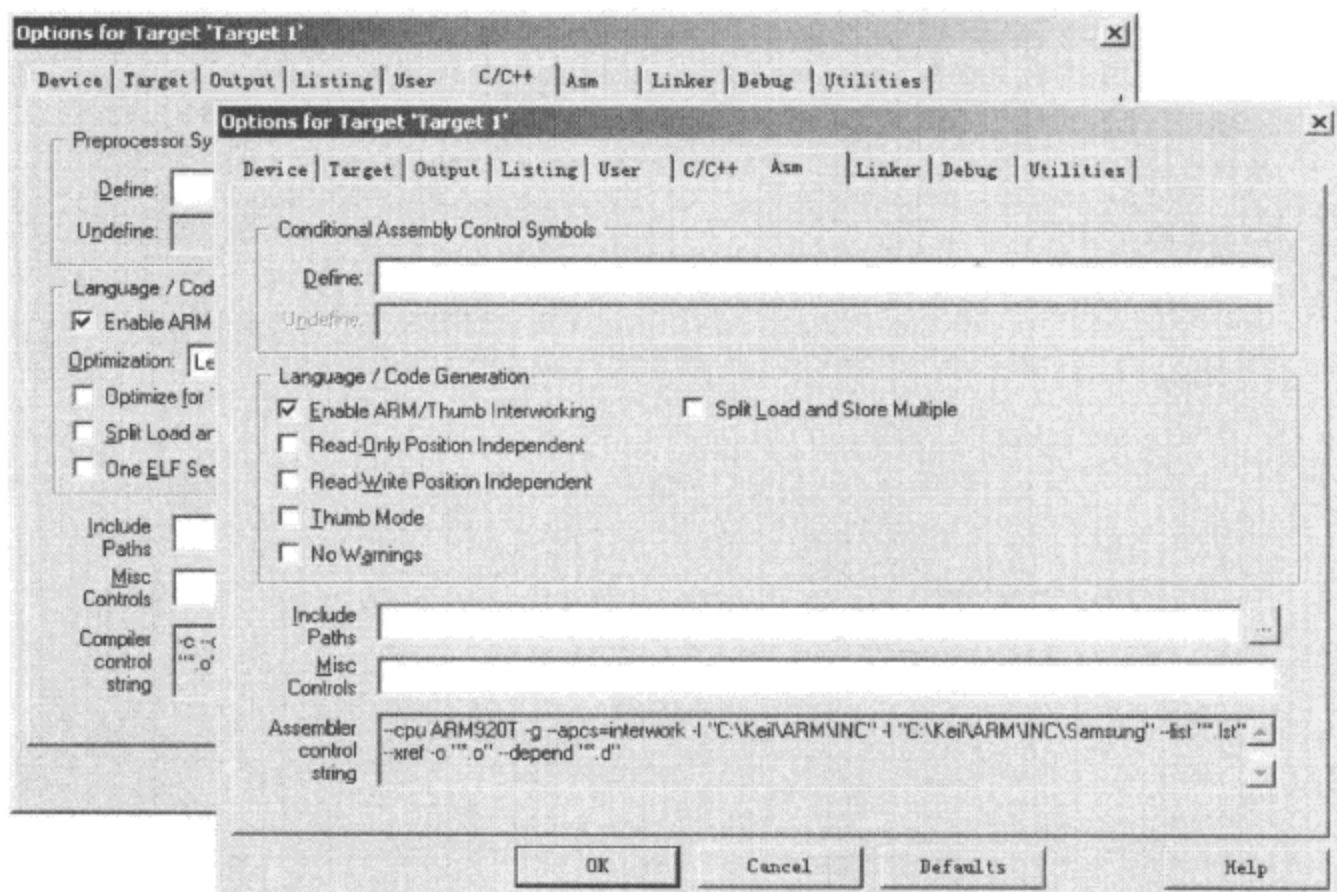 Options for Target 'Target 1'
Device Target Output Listing User C/C++ Asm Linker Debug Utilities
Preprocessor Sy
Define:
Undefine:
Language / Cod
Enable ARM
Optimization: Le
Optimize for
Split Load an
One ELF Sec
Include
Paths
Misc
Controls
Compiler
control
string
Options for Target 'Target 1'
Device Target Output Listing User C/C++ Asm Linker Debug Utilities
Conditional Assembly Control Symbols
Define:
Undefine:
Language / Code Generation
Enable ARM/Thumb Interworking Split Load and Store Multiple
Read-Only Position Independent
Read-Write Position Independent
Thumb Mode
No Warnings
Include
Paths
...
Misc
Controls
Assembler
control
string
--cpu ARM920T -g --apcs=interwork -I "C:\Keil\ARM\INC" -I "C:\Keil\ARM\INC\Samsung" --list "*.lst"
--xref -o "*.o" --depend "*.d"
OK Cancel Defaults Help